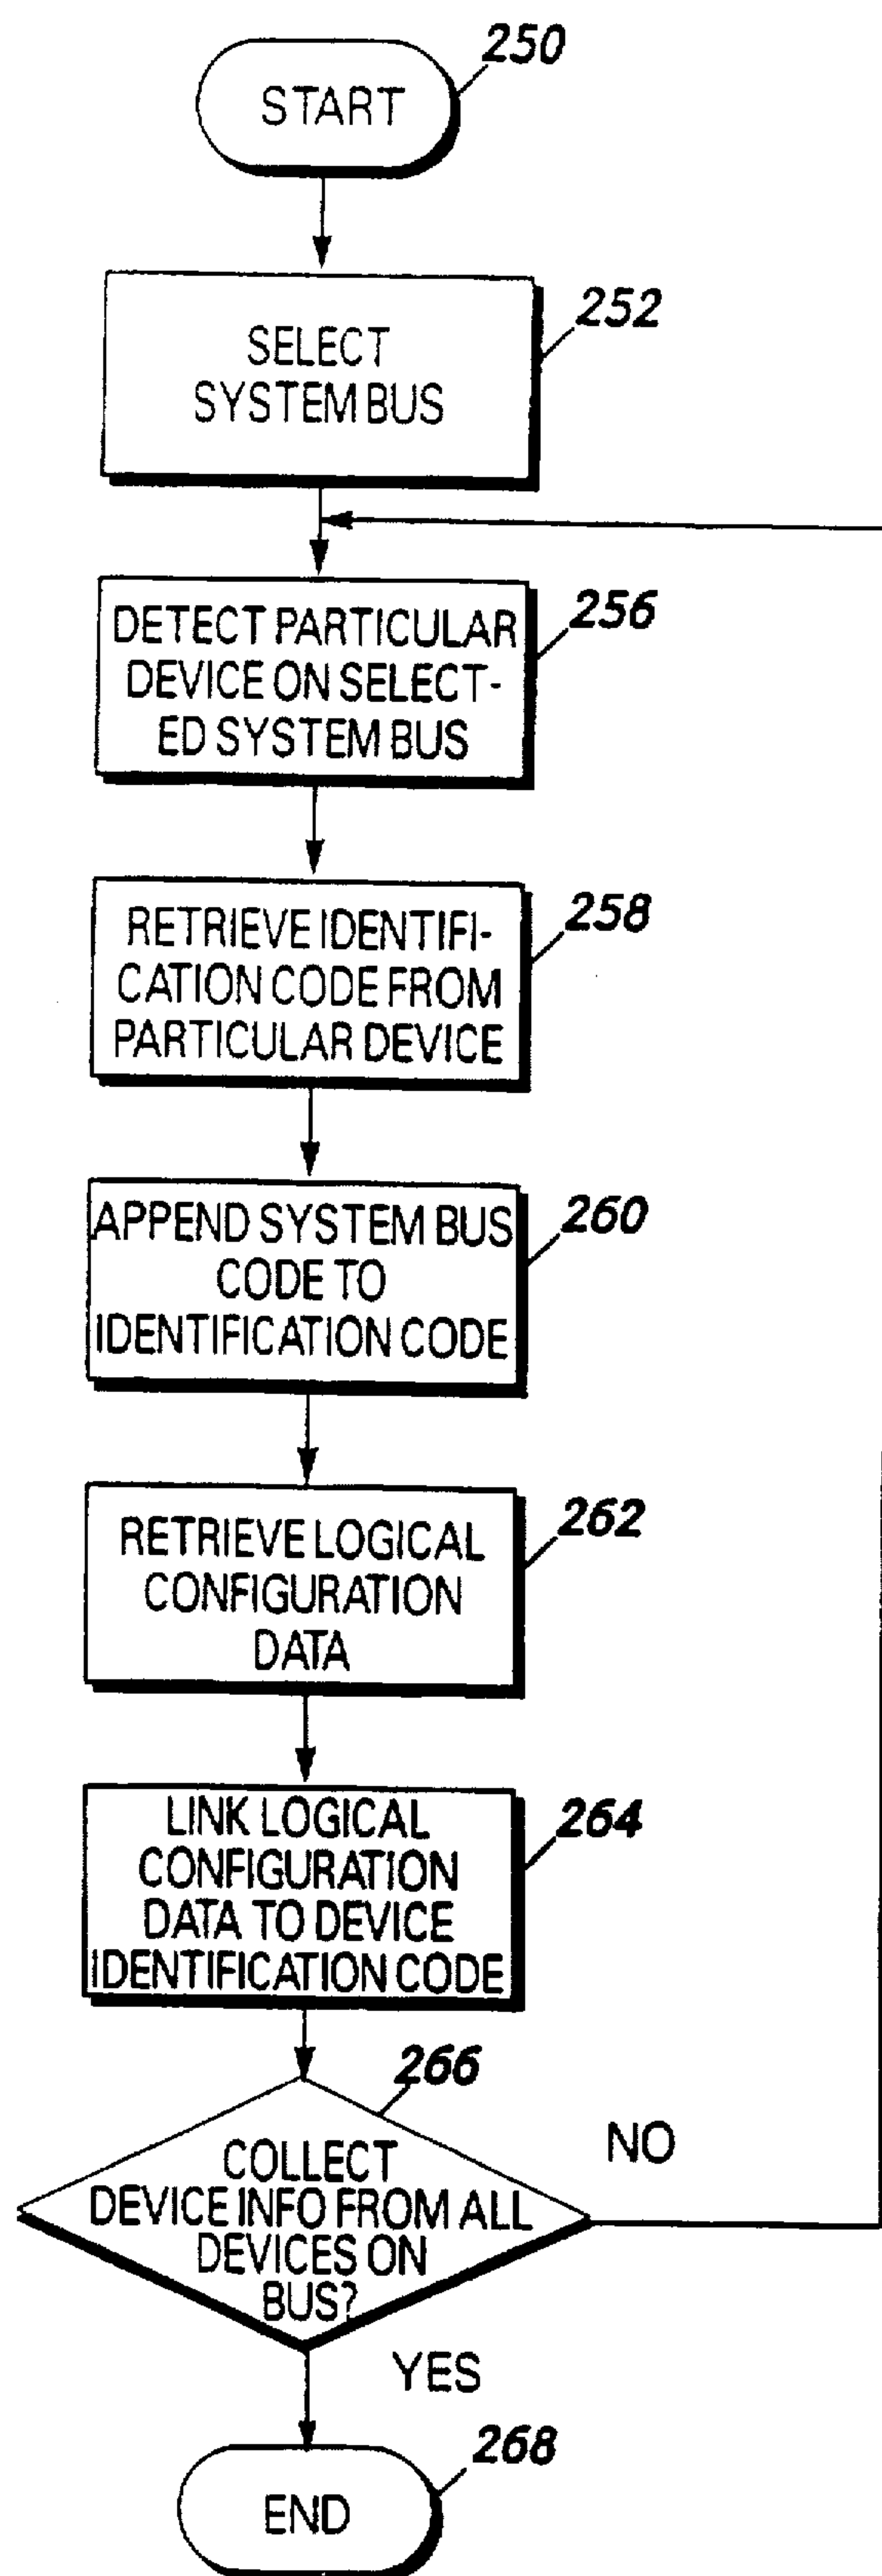 250
START
252
SELECT
SYSTEM BUS
256
DETECT PARTICULAR
DEVICE ON SELECT-
ED SYSTEM BUS
258
RETRIEVE IDENTIFI-
CATION CODE FROM
PARTICULAR DEVICE
260
APPEND SYSTEM BUS
CODE TO
IDENTIFICATION CODE
262
RETRIEVE LOGICAL
CONFIGURATION
DATA
264
LINK LOGICAL
CONFIGURATION
DATA TO DEVICE
IDENTIFICATION CODE
266
NO
COLLECT
DEVICE INFO FROM ALL
DEVICES ON
BUS?
YES
268
END